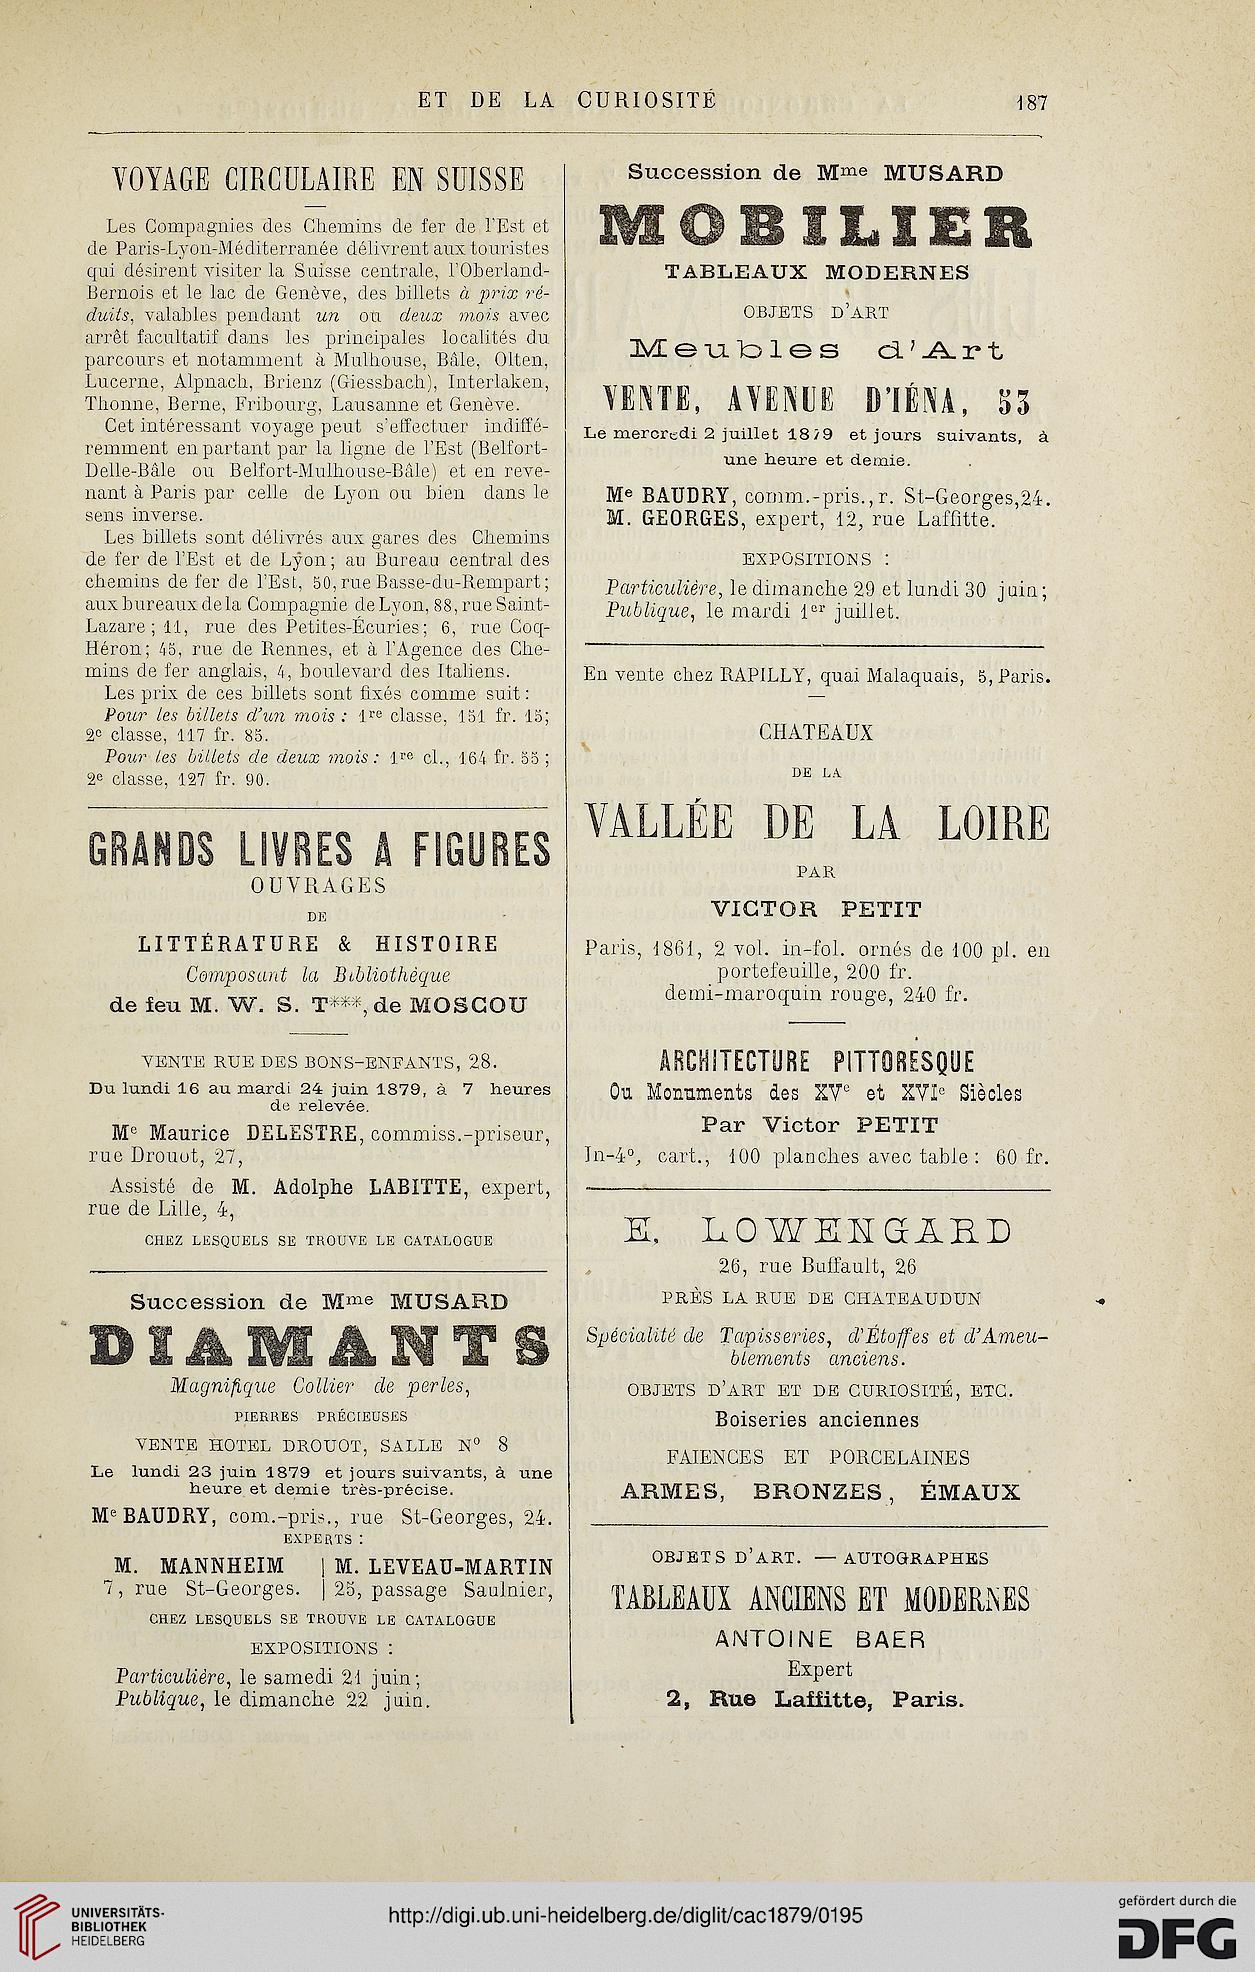 ET DE LA CURIOSITÉ 187
VOYAGE CIRCULAIRE EN SUISSE
Les Compagnies des Chemins de fer de l'Est et
de Paris-Lyon-Méditerranée délivrent aux touristes
qui désirent visiter la Suisse centrale, l'Oberland-
Bernois et le lac de Genève, des billets à prix ré-
duits, valables pendant un ou deux mois avec
arrêt facultatif dans les principales localités du
parcours et notamment à Mulhouse, Bâle, Olten,
Lucerne, Alpnach, Brienz (Giessbach), Interlaken,
Thonne, Berne, Fribourg, Lausanne et Genève.
Cet intéressant voyage peut s'effectuer indiffé-
remment en partant par la ligne de l'Est (Belfort-
Delle-Bâle ou Belfort-Mulhouse-Bâle) et en reve-
nant à Paris par celle de Lyon ou bien dans le
sens inverse.
Les billets sont délivrés aux gares des Chemins
de fer de l'Est et de Lyon; au Bureau central des
chemins de fer de l'Est, 50, rue Basse-du-Rempart;
aux bureaux de la Compagnie de Lyon, 88, rue Saint-
Lazare; 11, rue des Petites-Écuries; 6, rue Coq-
Héron; 45, rue de Rennes, et à l'Agence des Che-
mins de fer anglais, 4, boulevard des Italiens.
Les prix de ces billets sont fixés comme suit:
Pour les billets d'un mois: 1re classe, 151 fr. 15;
2e classe, 117 fr. 85.
Pour les billets de deux mois: 1re cl., 164 fr. 55;
2e classe, 127 fr. 90.
GRANDS LIVRES A FIGURES
OUVRAGES
DE
LITTÉRATURE & HISTOIRE
Composant la Bibliothèque
de feu M. W. S. T***, de MOSCOU
VENTE RUE DES BONS-ENFANTS, 28.
Du lundi 16 au mardi 24 juin 1879, à 7 heures
de relevée.
Me Maurice DELESTRE, commiss.-priseur,
rue Drouot, 27,
Assisté de M. Adolphe LABITTE, expert,
rue de Lille, 4,
CHEZ LESQUELS SE TROUVE LE CATALOGUE
Succession de Mme MUSARD
DIAMANTS
Magnifique Collier de perles,
PIERRES PRÉCIEUSES
VENTE HOTEL DROUOT, SALLE No 8
Le lundi 23 juin 1879 et jours suivants, à une
heure et demie très-précise.
Me BAUDRY, com.-pris., rue St-Georges, 24.
EXPERTS :
M. MANNHEIM | M. LEVEAU-MARTIN
7, rue St-Georges. | 25, passage Saulnier,
CHEZ LESQUELS SE TROUVE LE CATALOGUE
EXPOSITIONS :
Particulière, le samedi 21 juin;
Publique, le dimanche 22 juin.
Succession de Mme MUSARD
MOBILIER
TABLEAUX MODERNES
OBJETS D'ART
Meubles d'Art
VENTE, AVENUE D'IÉNA, 53
Le mercredi 2 juillet 1879 et jours suivants, à
une heure et demie.
Me BAUDRY, comm.-pris., r. St-Georges, 24.
M. GEORGES, expert, 12, rue Laffitte.
EXPOSITIONS :
Particulière, le dimanche 29 et lundi 30 juin;
Publique, le mardi 1er juillet.
En vente chez RAPILLY, quai Malaquais, 5, Paris.
CHATEAUX
DE LA
VALLÉE DE LA LOIRE
PAR
VICTOR PETIT
Paris, 1861, 2 vol. in-fol. ornés de 100 pl. en
portefeuille, 200 fr.
demi-maroquin rouge, 240 fr.
ARCHITECTURE PITTORESQUE
Ou Monuments des XVe et XVIe Siècles
Par Victor PETIT
In-4o, cart., 100 planches avec table: 60 fr.
E. LOWENGARD
26, rue Buffault, 26
PRÈS LA RUE DE CHATEAUDUN
Spécialité de Tapisseries, d'Étoffes et d'Ameu-
blements anciens.
OBJETS D'ART ET DE CURIOSITÉ, ETC.
Boiseries anciennes
FAIENCES ET PORCELAINES
ARMES, BRONZES, ÉMAUX
OBJETS D'ART. — AUTOGRAPHES
TABLEAUX ANCIENS ET MODERNES
ANTOINE BAER
Expert
2, Rue Laffitte, Paris.
UNIVERSITÄTS-
BIBLIOTHEK
HEIDELBERG
http://digi.ub.uni-heidelberg.de/diglit/cac1879/0195
gefördert durch die
DFG